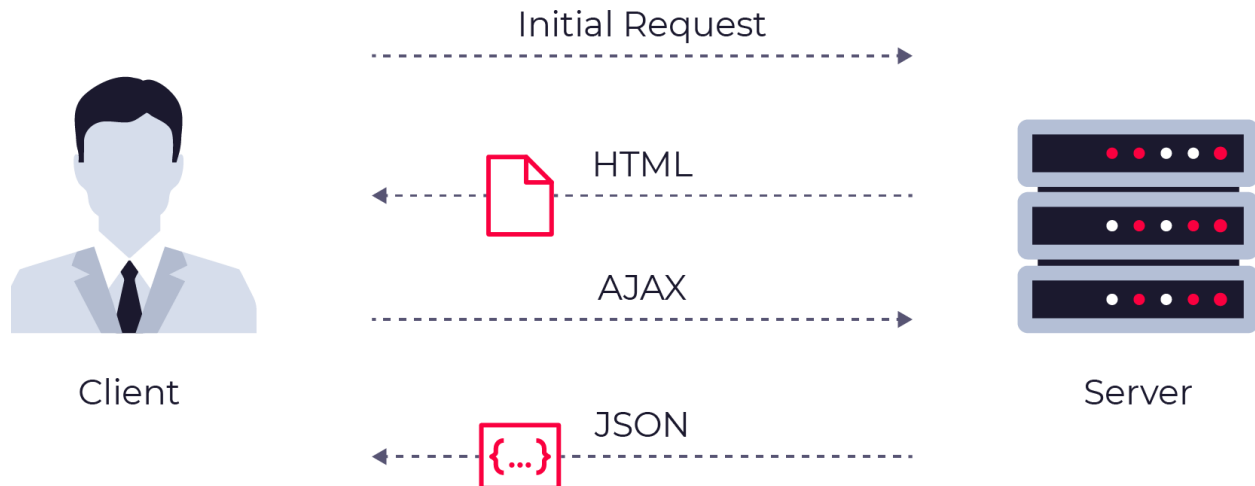 Initial Request
HTML
AJAX
Client
Server
JSON
{...}